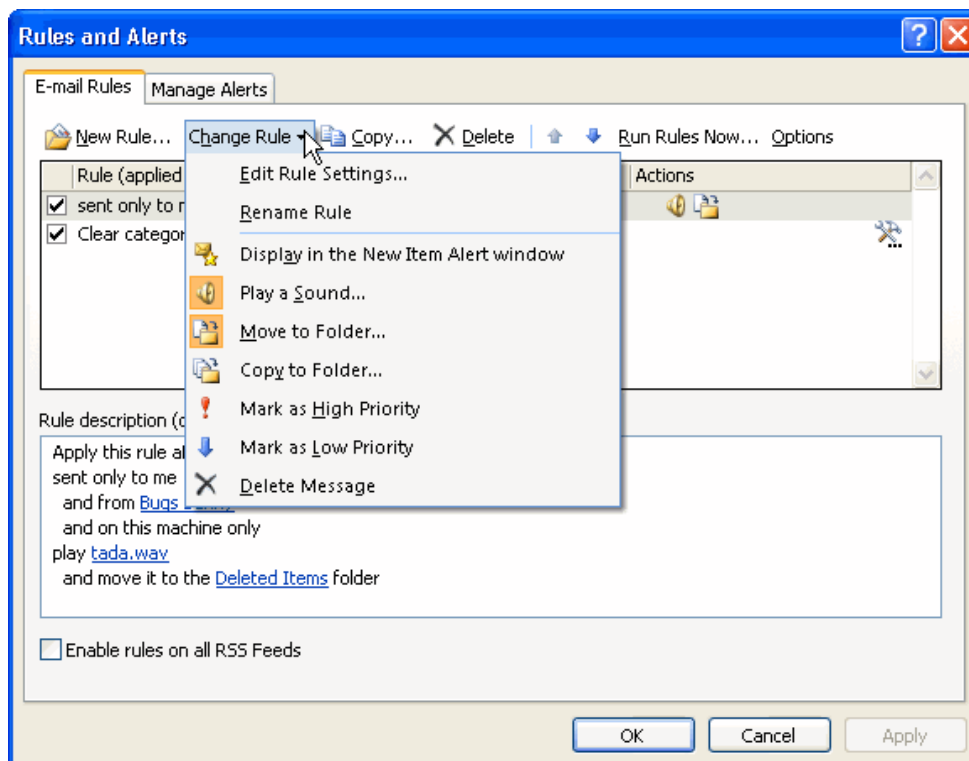 Rules and Alerts
E-mail Rules Manage Alerts
New Rule... Change Rule Copy... Delete Run Rules Now... Options
Rule (applied Actions
sent only to
Clear
Edit Rule Settings...
Rename Rule
Display in the New Item Alert window
Play a Sound...
Move to Folder...
Copy to Folder...
Mark as High Priority
Mark as Low Priority
Delete Message
Rule description
Apply this rule
sent only to me
and from Bugs
and on this machine only
play tada.wav
and move it to the Deleted Items folder
Enable rules on all RSS Feeds
OK Cancel Apply